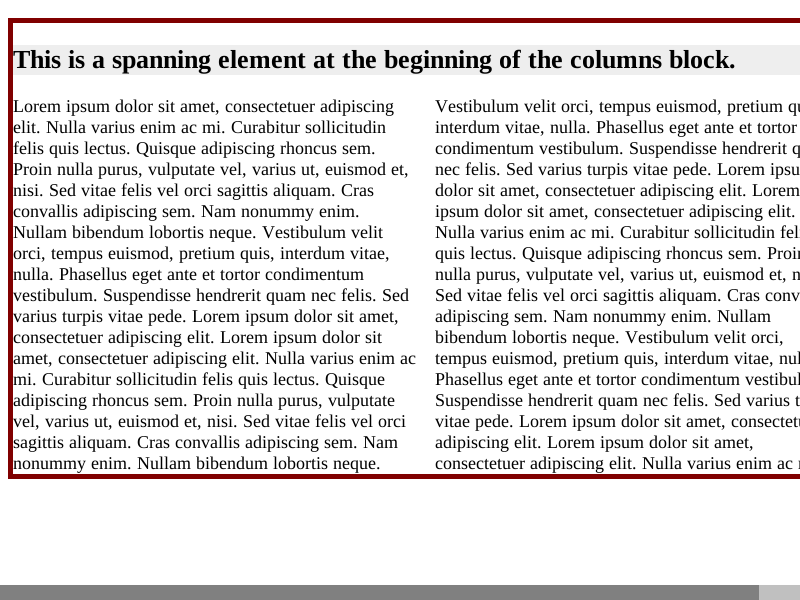 This is a spanning element at the beginning of the columns block.
Lorem ipsum dolor sit amet, consectetuer adipiscing
elit. Nulla varius enim ac mi. Curabitur sollicitudin
felis quis lectus. Quisque adipiscing rhoncus sem.
Proin nulla purus, vulputate vel, varius ut, euismod et,
nisi. Sed vitae felis vel orci sagittis aliquam. Cras
convallis adipiscing sem. Nam nonummy enim.
Nullam bibendum lobortis neque. Vestibulum velit
orci, tempus euismod, pretium quis, interdum vitae,
nulla. Phasellus eget ante et tortor condimentum
vestibulum. Suspendisse hendrerit quam nec felis. Sed
varius turpis vitae pede. Lorem ipsum dolor sit amet,
consectetuer adipiscing elit. Lorem ipsum dolor sit
amet, consectetuer adipiscing elit. Nulla varius enim ac
mi. Curabitur sollicitudin felis quis lectus. Quisque
adipiscing rhoncus sem. Proin nulla purus, vulputate
vel, varius ut, euismod et, nisi. Sed vitae felis vel orci
sagittis aliquam. Cras convallis adipiscing sem. Nam
nonummy enim. Nullam bibendum lobortis neque.
Vestibulum velit orci, tempus euismod, pretium
interdum vitae, nulla. Phasellus eget ante et tortor
condimentum vestibulum. Suspendisse hendrerit
nec felis. Sed varius turpis vitae pede. Lorem
dolor sit amet, consectetuer adipiscing elit. Lorem
ipsum dolor sit amet, consectetuer adipiscing elit.
Nulla varius enim ac mi. Curabitur sollicitudin
quis lectus. Quisque adipiscing rhoncus sem.
nulla purus, vulputate vel, varius ut, euismod et,
Sed vitae felis vel orci sagittis aliquam. Cras
adipiscing sem. Nam nonummy enim. Nullam
bibendum lobortis neque. Vestibulum velit orci,
tempus euismod, pretium quis, interdum vitae,
Phasellus eget ante et tortor condimentum
Suspendisse hendrerit quam nec felis. Sed varius
vitae pede. Lorem ipsum dolor sit amet,
adipiscing elit. Lorem ipsum dolor sit amet,
consectetuer adipiscing elit. Nulla varius enim ac